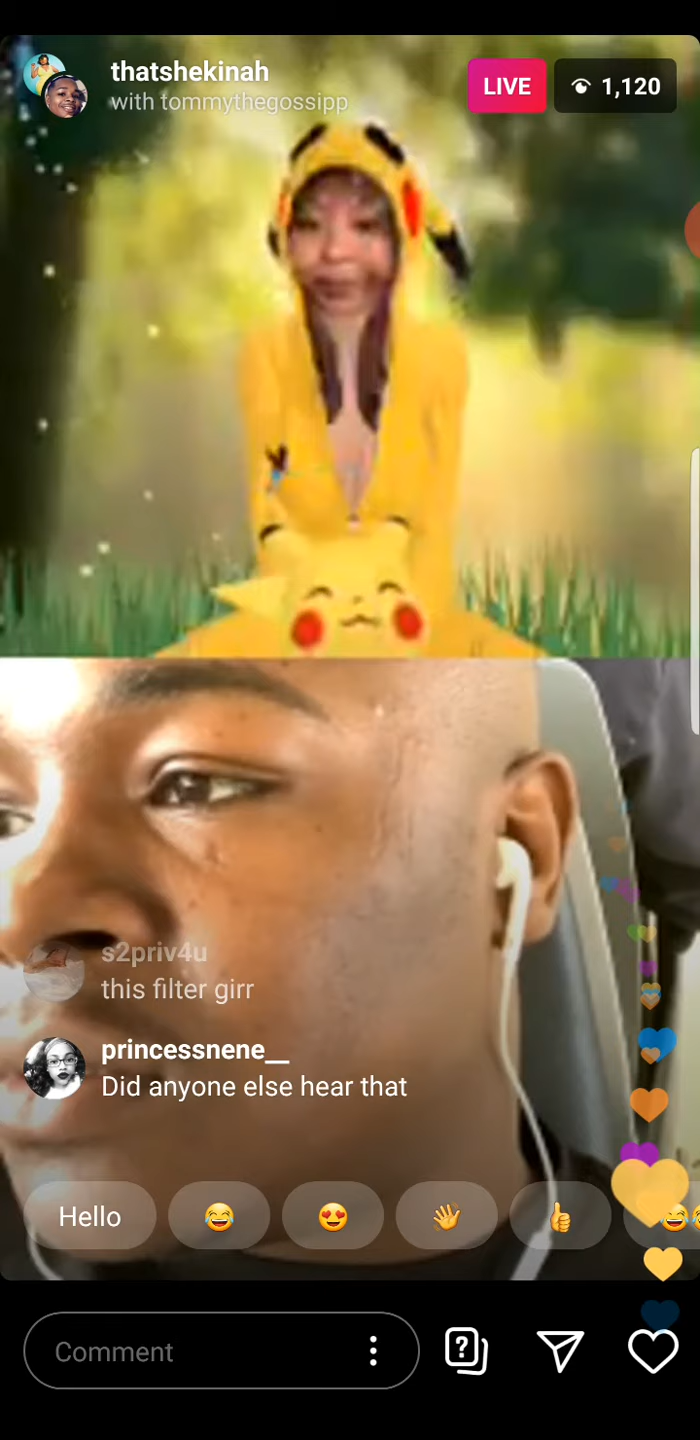 thatshekinah
with tommythegossipp
LIVE
1,120
s2priv4u
this filter girr
princessnene__
Did anyone else hear that
Hello
Comment